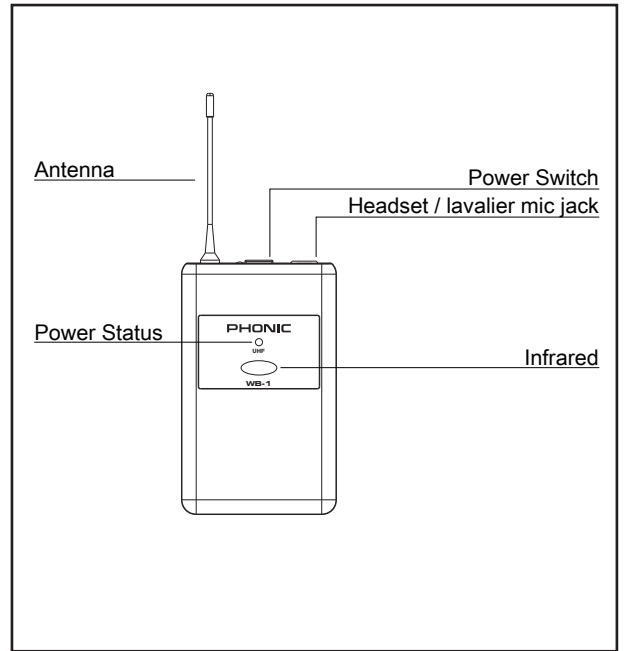 Antenna
Power Switch
Headset / lavalier mic jack
Power Status
PHONIC
UHF
Infrared
WB-1